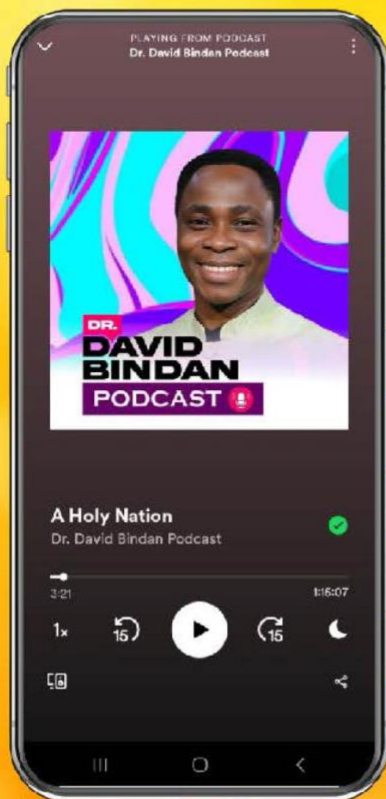 PLAYING FROM PODCAST
Dr. David Bindan Podcast
DR.
DAVID
BINDAN
PODCAST
A Holy Nation
Dr. David Bindan Podcast
3:21 1:15:07
1x 15 15